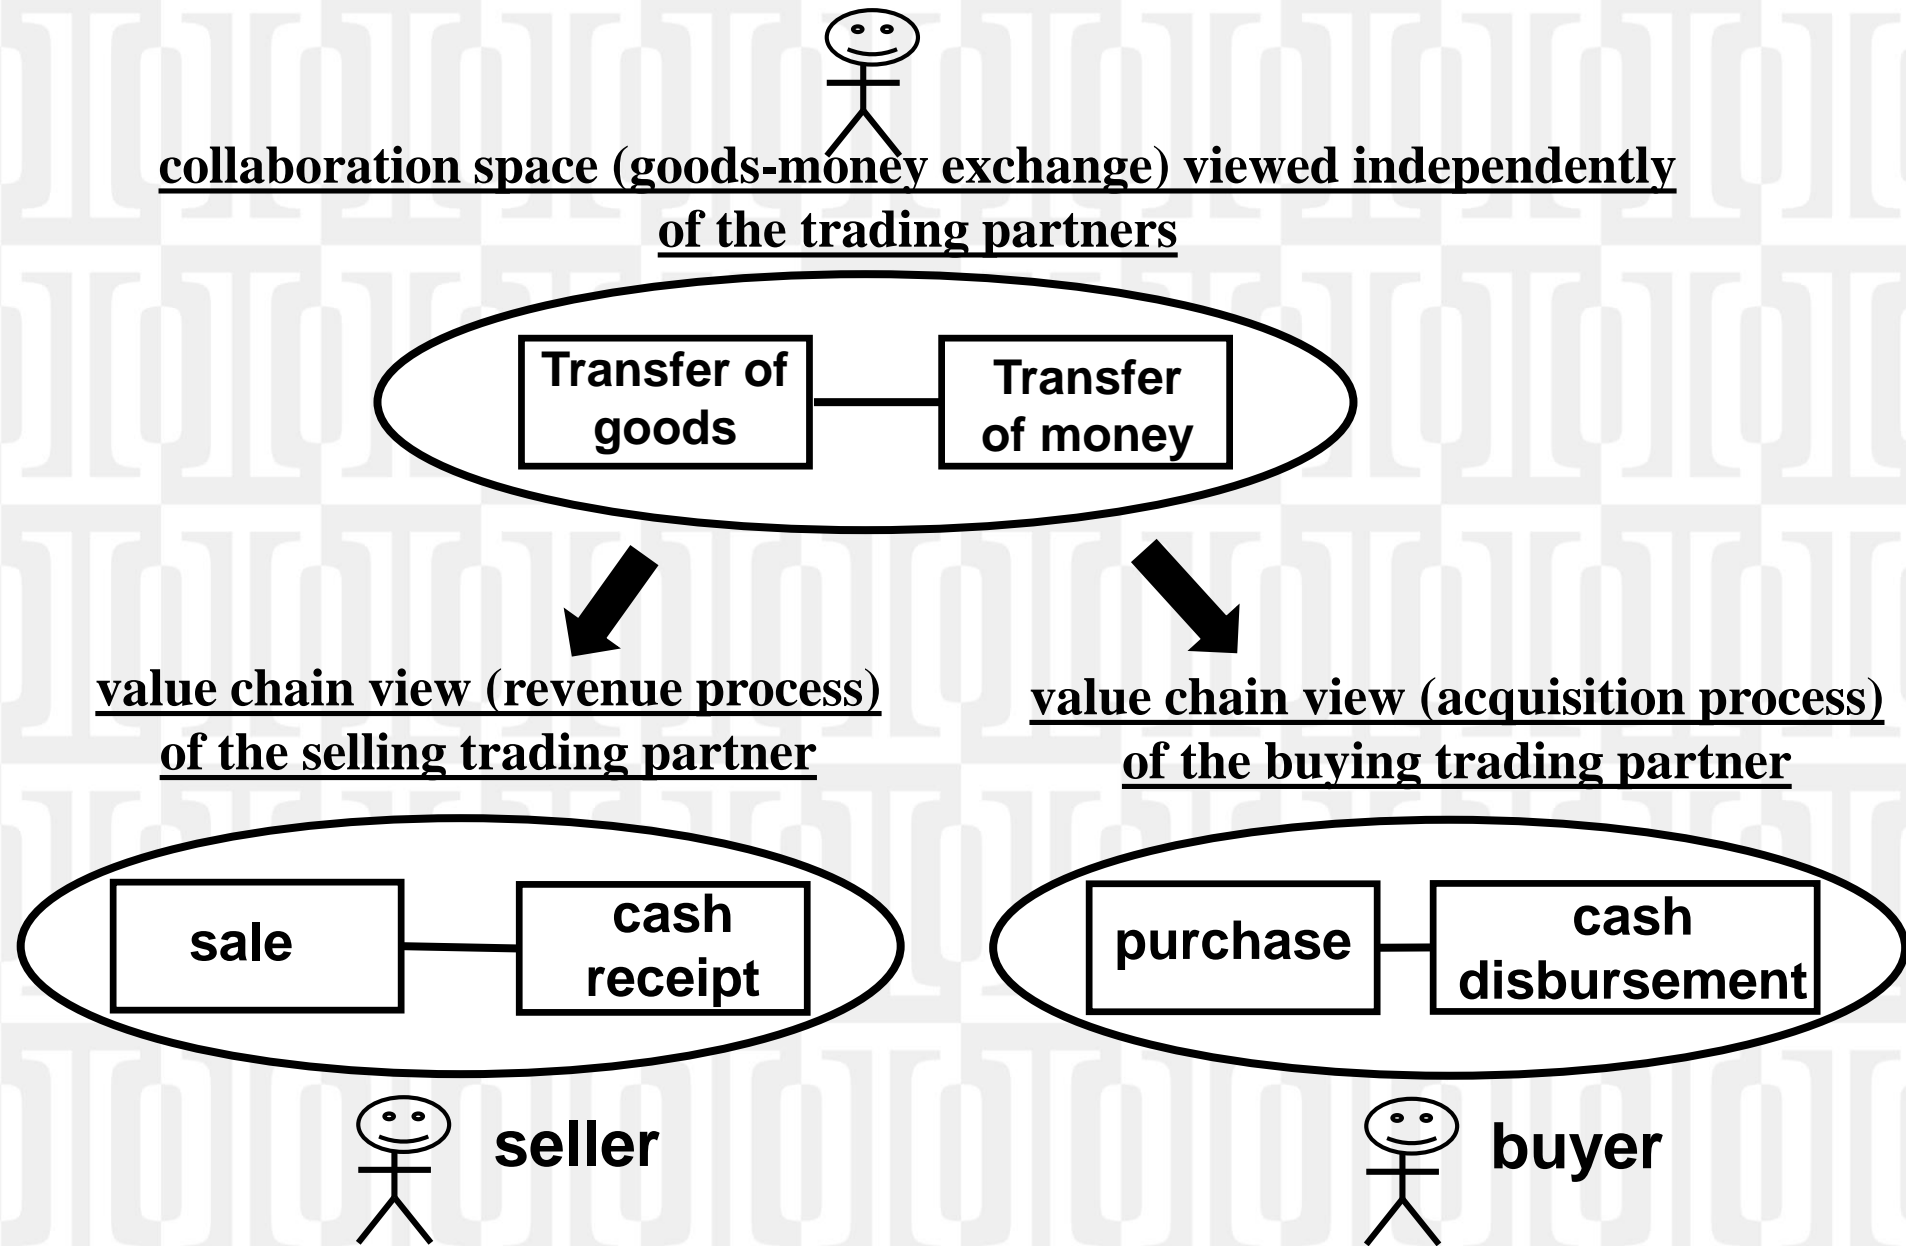 collaboration space (goods-money exchange) viewed independently
of the trading partners
Transfer of
goods
Transfer
of money
value chain view (revenue process)
of the selling trading partner
value chain view (acquisition process)
of the buying trading partner
sale
cash
receipt
purchase
cash
disbursement
seller
buyer